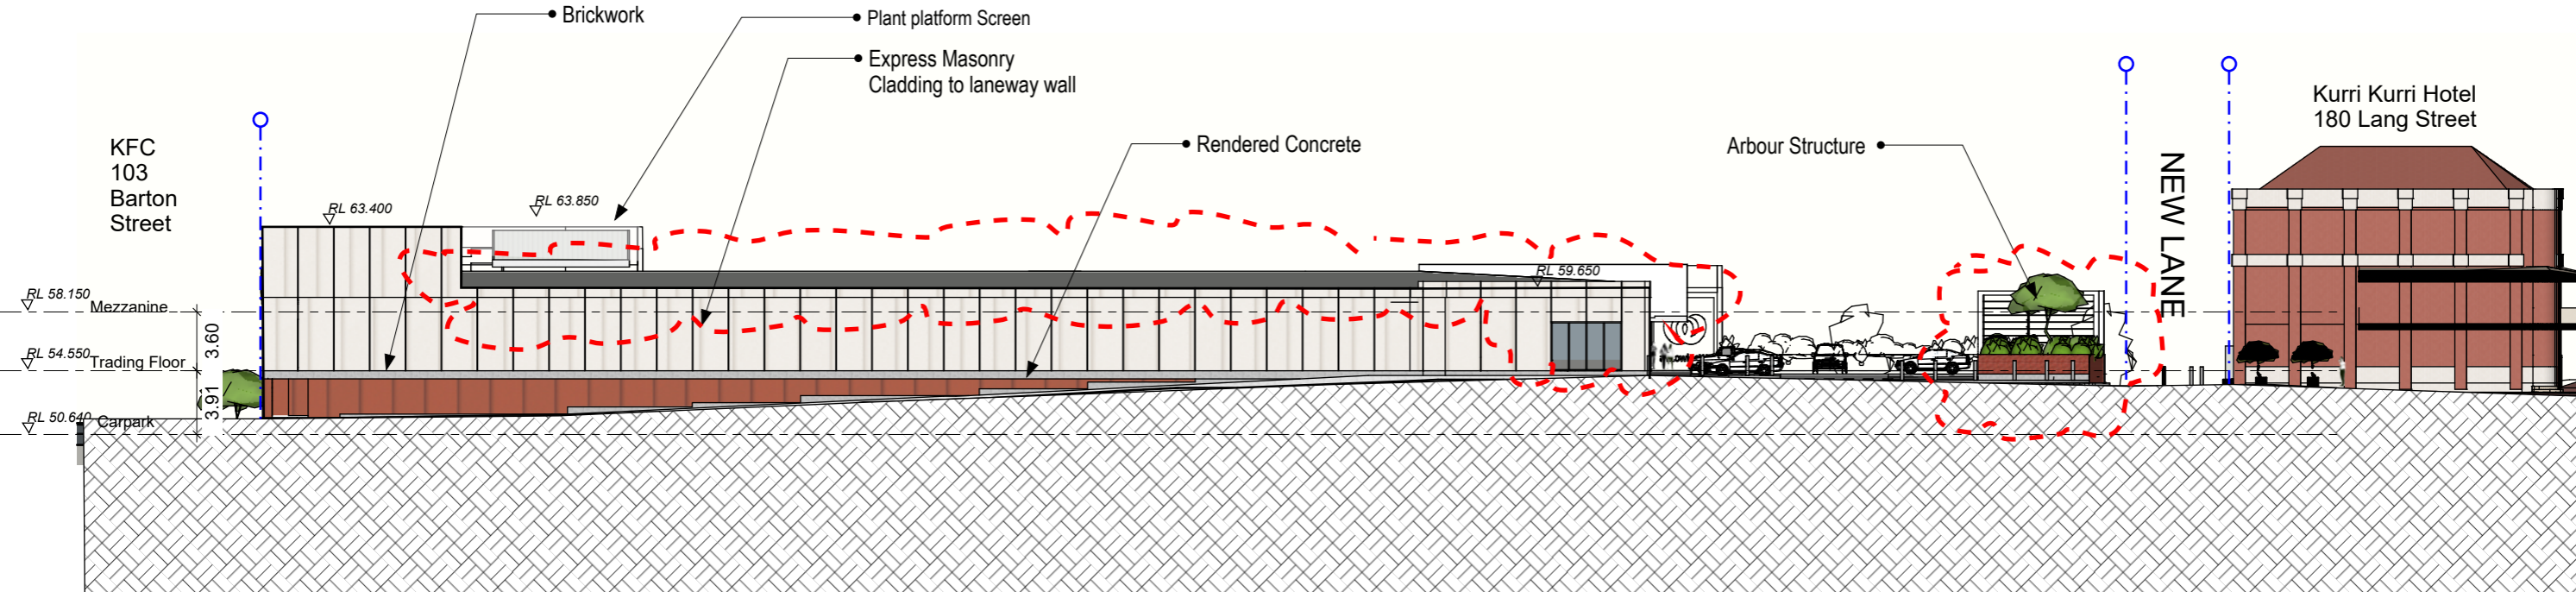 Brickwork
Plant platform Screen
Express Masonry
Cladding to laneway wall
Rendered Concrete
Arbour Structure
Kurri Kurri Hotel
180 Lang Street
KFC
103
Barton
Street
NEW LANE
RL 63.400
RL 63.850
RL 59.650
RL 58.150
Mezzanine
3.60
RL 54.550
Trading Floor
3.91
RL 50.640
Carpark